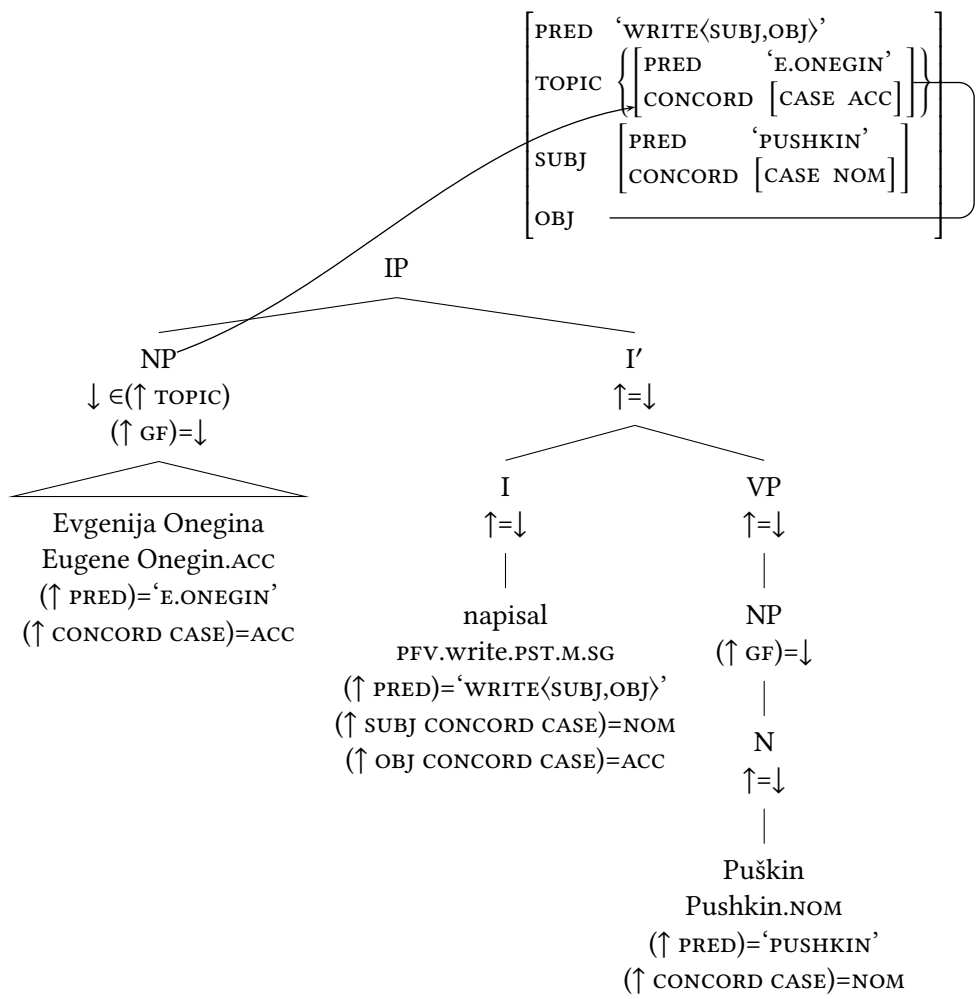 PRED ‘WRITE⟨SUBJ,OBJ⟩’
TOPIC {[PRED ‘E.ONEGIN’
CONCORD [CASE ACC]]}
SUBJ [PRED ‘PUSHKIN’
CONCORD [CASE NOM]]
OBJ
IP
NP I′
↓ ∈(↑ TOPIC) ↑=↓
(↑ GF)=↓
I VP
↑=↓ ↑=↓
Evgenija Onegina
Eugene Onegin.ACC
(↑ PRED)=‘E.ONEGIN’
(↑ CONCORD CASE)=ACC
napisal NP
PFV.write.PST.M.SG (↑ GF)=↓
(↑ PRED)=‘WRITE⟨SUBJ,OBJ⟩’
(↑ SUBJ CONCORD CASE)=NOM
(↑ OBJ CONCORD CASE)=ACC
N
↑=↓
Puškin
Pushkin.NOM
(↑ PRED)=‘PUSHKIN’
(↑ CONCORD CASE)=NOM